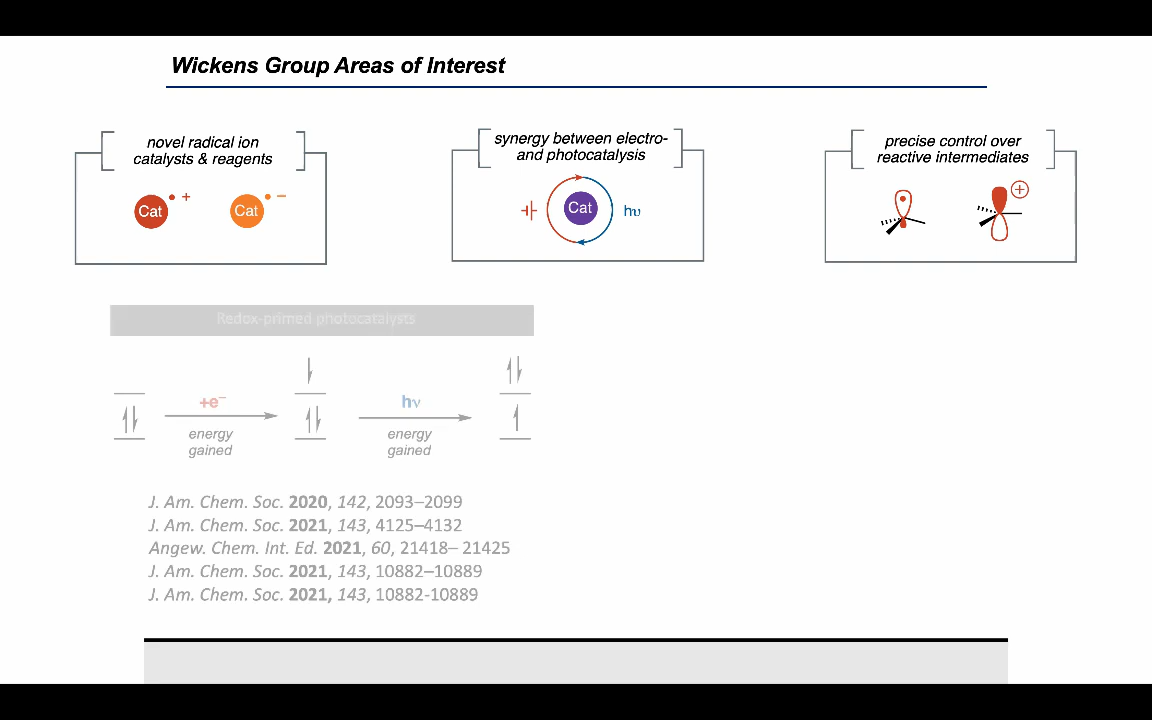 Wickens Group Areas of Interest
novel radical ion
catalysts & reagents
Cat • +
Cat • −
synergy between electro-
and photocatalysis
Cat
hυ
precise control over
reactive intermediates
+
Redox-primed photocatalysts
+e⁻
energy
gained
hν
energy
gained
J. Am. Chem. Soc. 2020, 142, 2093–2099
J. Am. Chem. Soc. 2021, 143, 4125–4132
Angew. Chem. Int. Ed. 2021, 60, 21418– 21425
J. Am. Chem. Soc. 2021, 143, 10882–10889
J. Am. Chem. Soc. 2021, 143, 10882-10889